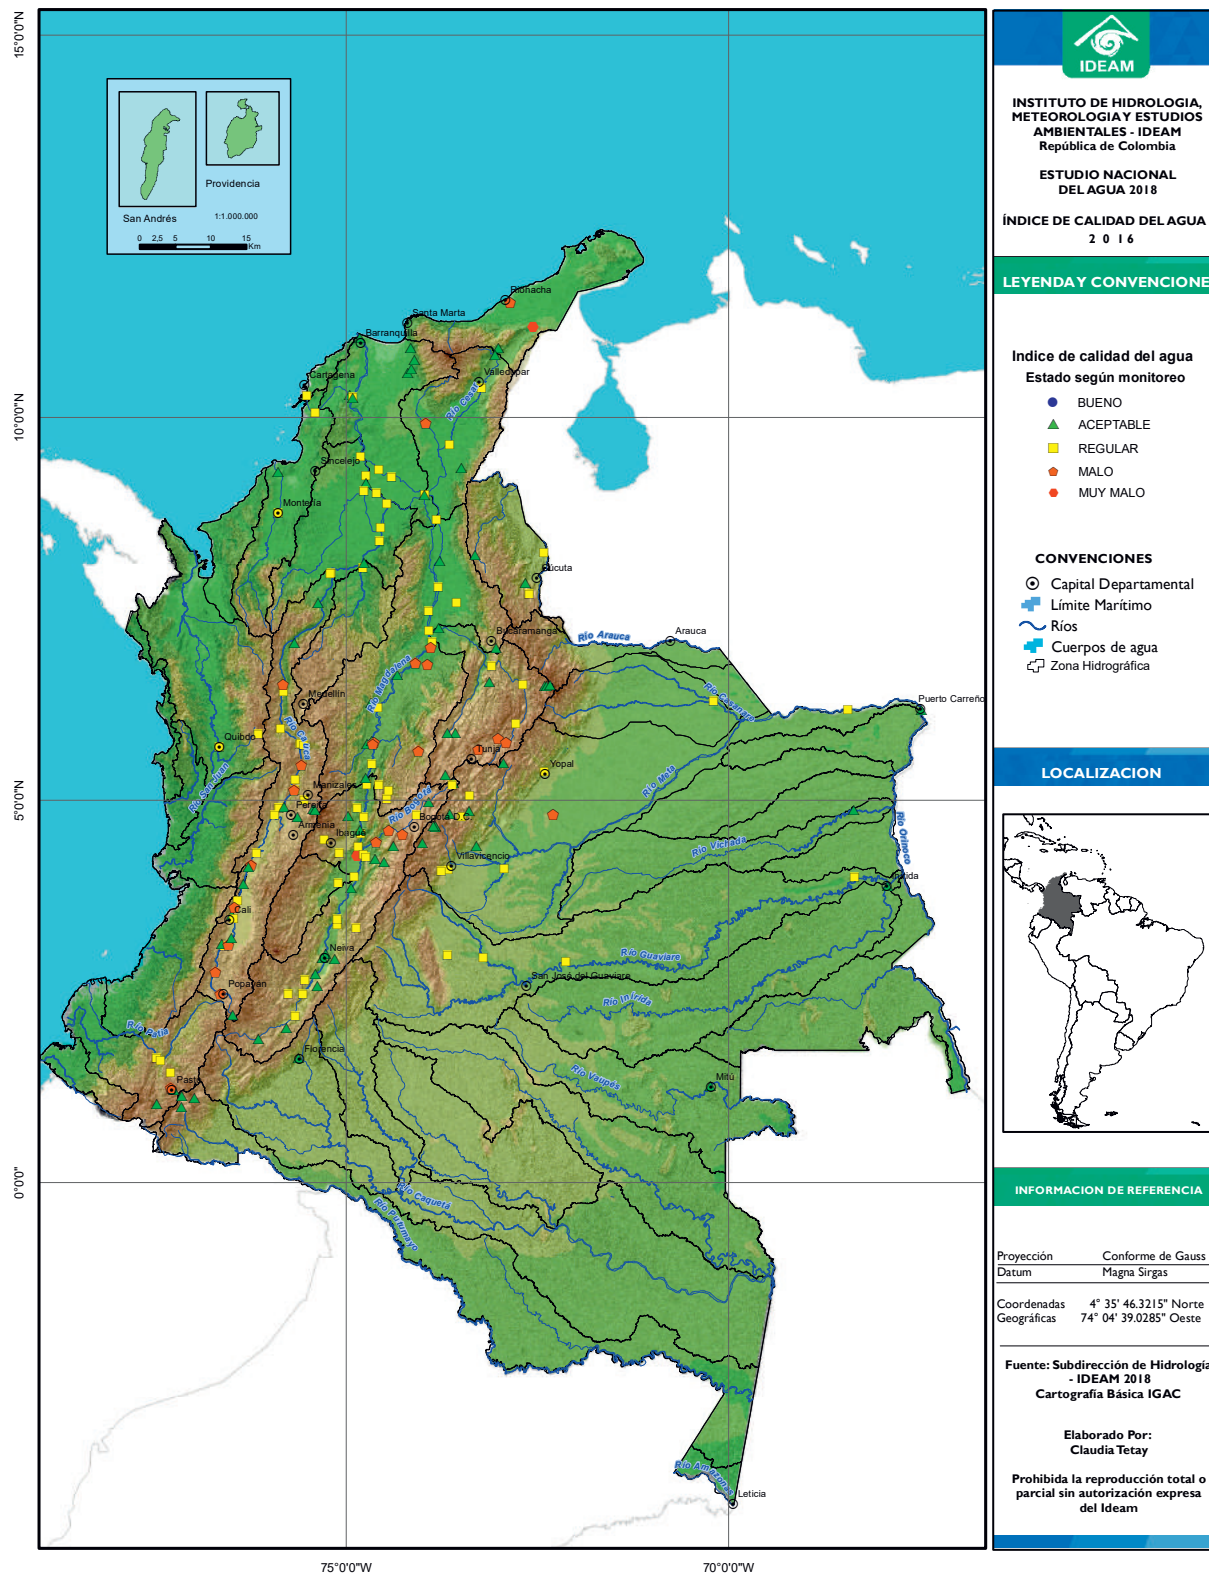 15°0'0"N
10°0'0"N
5°0'0"N
0°0'0"
75°0'0"W
70°0'0"W
San Andrés
Providencia
1:1.000.000
0 2,5 5 10 15
Km
Riohacha
Santa Marta
Barranquilla
Cartagena
Valledupar
Río Cesar
Sincelejo
Montería
Cúcuta
Bucaramanga
Río Arauca
Arauca
Río Magdalena
Río Casanare
Puerto Carreño
Medellín
Río Cauca
Quibdó
Río San Juan
Tunja
Yopal
Río Meta
Manizales
Pereira
Armenia
Ibagué
Río Bogotá
Bogotá D.C.
Río Orinoco
Río Vichada
Villavicencio
Inírida
Cali
Neiva
Río Guaviare
San José del Guaviare
Río Inírida
Popayán
Río Patía
Florencia
Río Vaupés
Mitú
Pasto
Río Caquetá
Río Putumayo
Río Amazonas
Leticia
IDEAM
INSTITUTO DE HIDROLOGIA,
METEOROLOGIA Y ESTUDIOS
AMBIENTALES - IDEAM
República de Colombia
ESTUDIO NACIONAL
DEL AGUA 2018
ÍNDICE DE CALIDAD DEL AGUA
2 0 1 6
LEYENDA Y CONVENCIONE
Indice de calidad del agua
Estado según monitoreo
BUENO
ACEPTABLE
REGULAR
MALO
MUY MALO
CONVENCIONES
Capital Departamental
Límite Marítimo
Ríos
Cuerpos de agua
Zona Hidrográfica
LOCALIZACION
INFORMACION DE REFERENCIA
Proyección Conforme de Gauss
Datum Magna Sirgas
Coordenadas 4° 35' 46.3215" Norte
Geográficas 74° 04' 39.0285" Oeste
Fuente: Subdirección de Hidrología
- IDEAM 2018
Cartografía Básica IGAC
Elaborado Por:
Claudia Tetay
Prohibida la reproducción total o
parcial sin autorización expresa
del Ideam